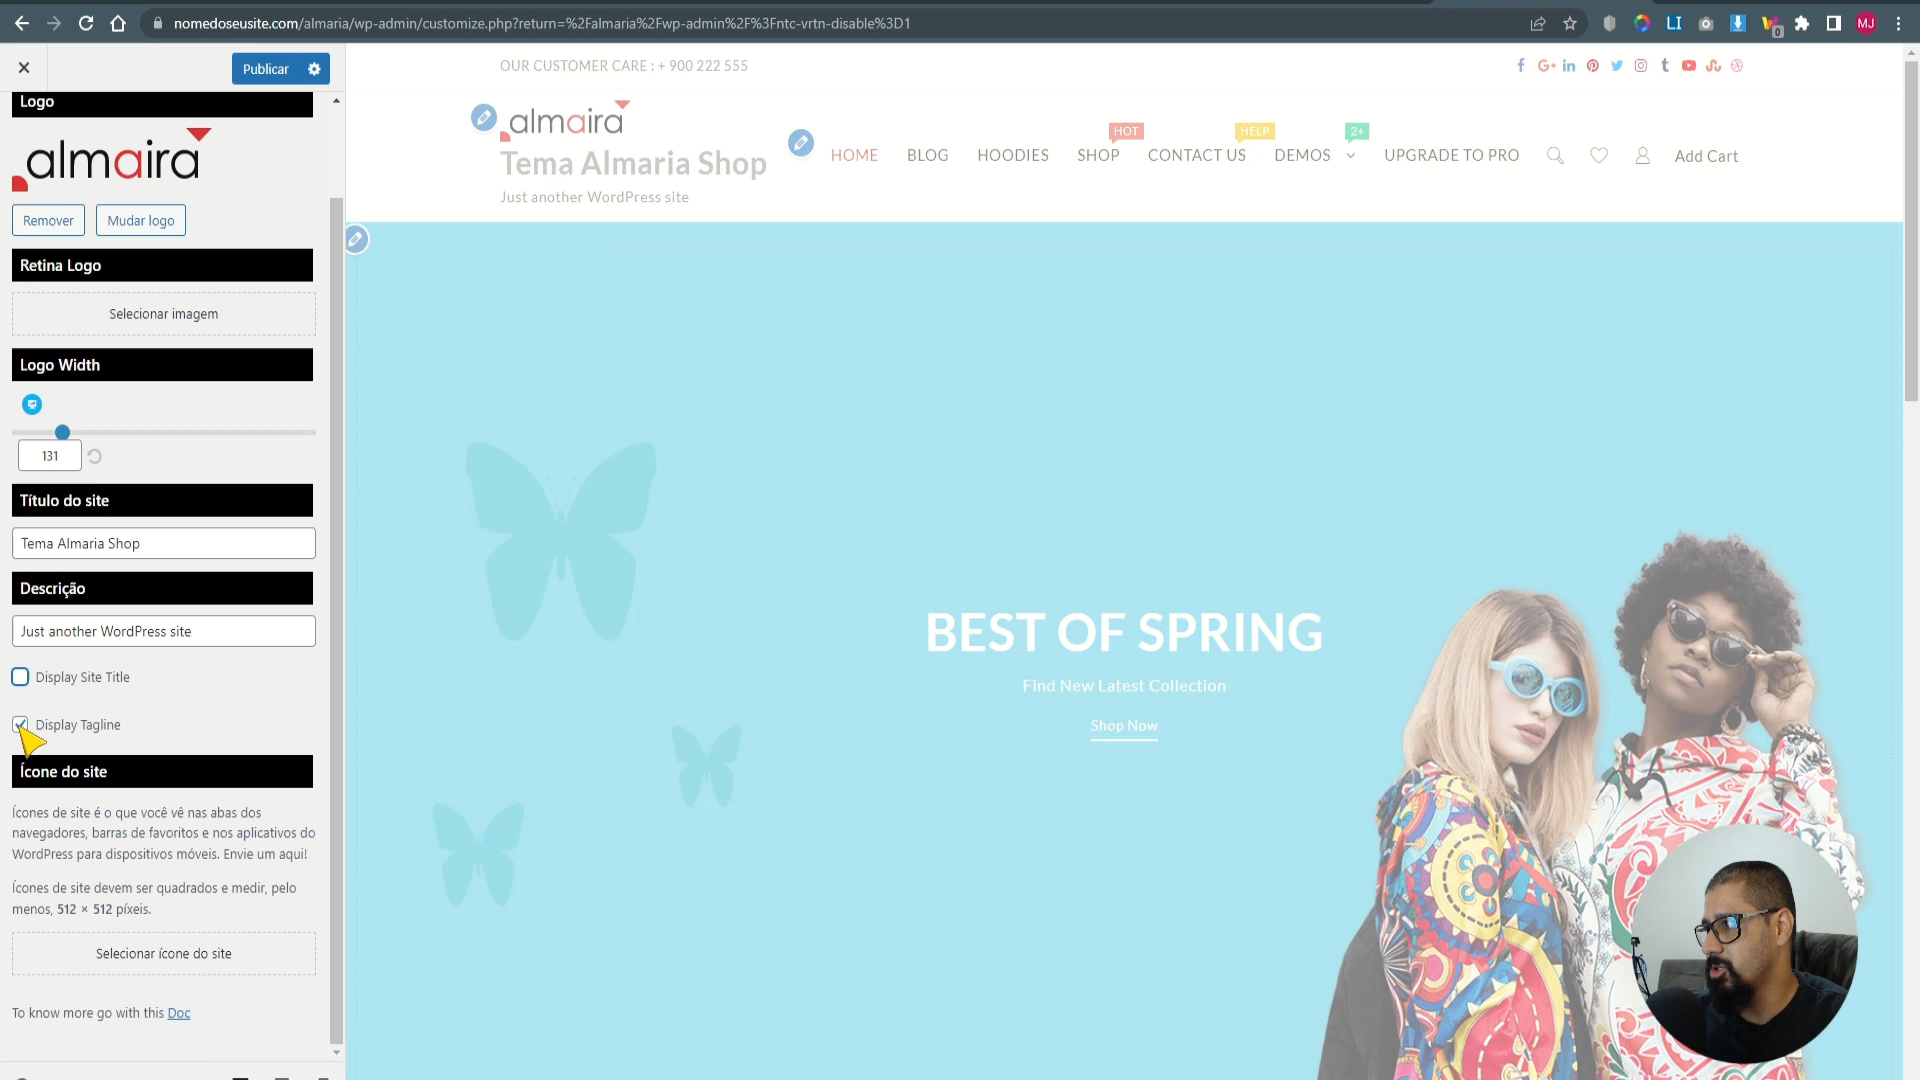 nomedoseusite.com/almaria/wp-admin/customize.php?return=%2Falmaria%2Fwp-admin%2F%3Fntc-vrtn-disable%3D1
LI
0
MJ
Publicar
Logo
almaira
Remover
Mudar logo
Retina Logo
Selecionar imagem
Logo Width
131
Título do site
Tema Almaria Shop
Descrição
Just another WordPress site
Display Site Title
Display Tagline
Ícone do site
Ícones de site é o que você vê nas abas dos
navegadores, barras de favoritos e nos aplicativos do
WordPress para dispositivos móveis. Envie um aqui!
Ícones de site devem ser quadrados e medir, pelo
menos, 512 × 512 píxeis.
Selecionar ícone do site
To know more go with this Doc
OUR CUSTOMER CARE : + 900 222 555
almaira
Tema Almaria Shop
Just another WordPress site
HOT
HELP
2+
HOME
BLOG
HOODIES
SHOP
CONTACT US
DEMOS
UPGRADE TO PRO
Add Cart
BEST OF SPRING
Find New Latest Collection
Shop Now